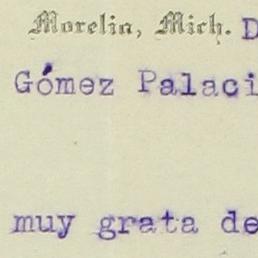 Morelia, Mich. D
Gómez Palaci
muy grata de